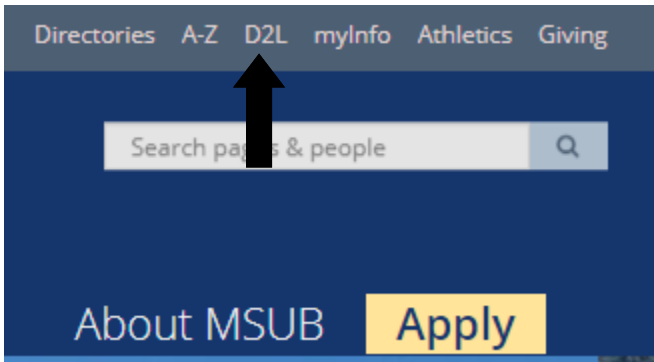 Directories A-Z D2L myInfo Athletics Giving
Search pages & people
About MSUB Apply